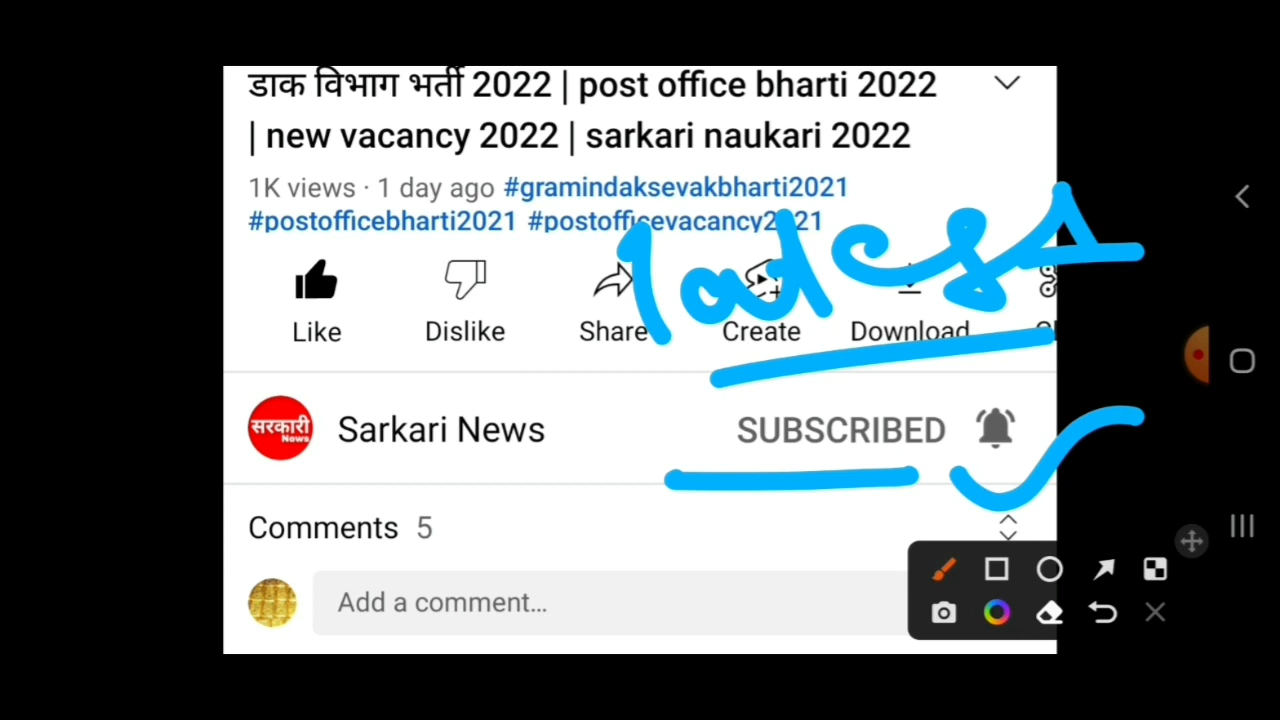 डाक विभाग भर्ती 2022 | post office bharti 2022
| new vacancy 2022 | sarkari naukari 2022
1K views · 1 day ago #gramindaksevakbharti2021
#postofficebharti2021 #postofficevacancy2021
Like Dislike Share Create Download
सरकारी
News
Sarkari News SUBSCRIBED
Comments 5
Add a comment...